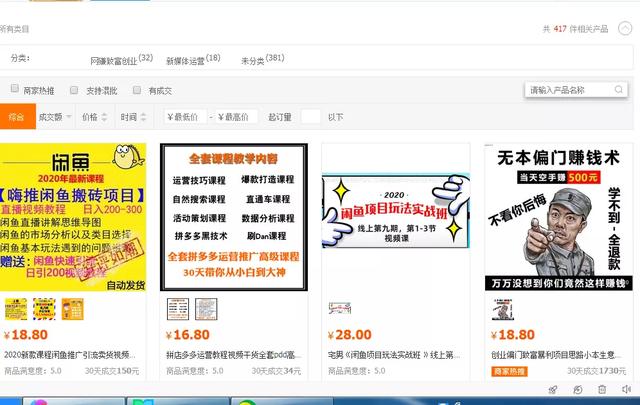 所有类目
共 417 件相关产品
分类：
网赚致富创业(32)
新媒体运营(18)
未分类(381)
商家热推
支持混批
有成交
请输入产品名称
综合
成交额
价格
时间
¥最低价
-
¥最高价
起订量
以下
闲鱼
2020年最新课程
【嗨推闲鱼搬砖项目】
直播视频教程 日入200-300
闲鱼直播讲解思维导图
闲鱼的市场分析以及类目选择
闲鱼基本玩法遇到的问题
赠送：闲鱼快速引流
日引200视频教程
自动发货
¥18.80
2020新款课程闲鱼推广引流卖货视频...
商品满意度：5.0
30天成交150元
全套课程教学内容
运营技巧课程
爆款打造课程
自然搜索课程
直通车课程
活动策划课程
数据分析课程
拼多多黑技术
刷Dan课程
全套拼多多运营推广高级课程
30天带你从小白到大神
¥16.80
拼店多多运营教程视频干货全套pdd高...
商品满意度：5.0
30天成交34元
2020
闲鱼项目玩法实战班
线上第九期，第1-3节
视频课
¥28.00
宅男《闲鱼项目玩法实战班》线上第...
商品满意度：5.0
无本偏门赚钱术
当天空手赚500元
不看你后悔
学不到-全退款
万万没想到你们竟然这样赚钱
¥18.80
创业偏门致富暴利项目思路小本生意...
商家热推
30天成交1730元